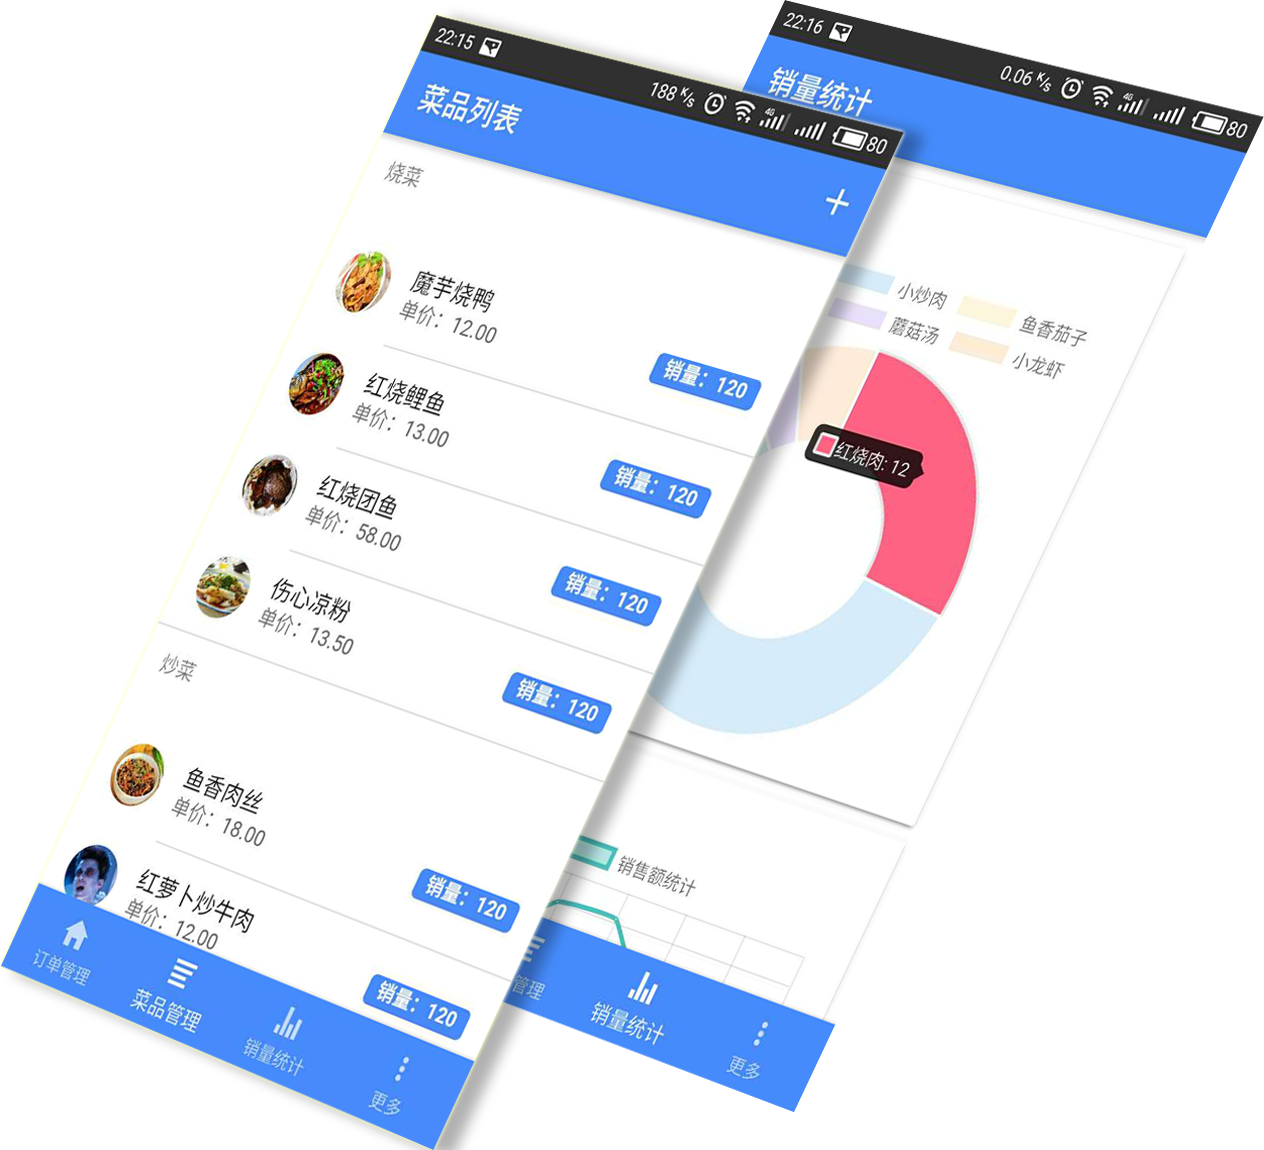 22:15
188 K/s
4G
80
菜品列表
烧菜
魔芋烧鸭
单价：12.00
销量：120
红烧鲤鱼
单价：13.00
销量：120
红烧团鱼
单价：58.00
销量：120
伤心凉粉
单价：13.50
销量：120
炒菜
鱼香肉丝
单价：18.00
销量：120
红萝卜炒牛肉
单价：12.00
销量：120
订单管理
菜品管理
销量统计
更多
22:16
0.06 K/s
4G
80
销量统计
小炒肉
鱼香茄子
蘑菇汤
小龙虾
红烧肉: 12
销售额统计
管理
销量统计
更多